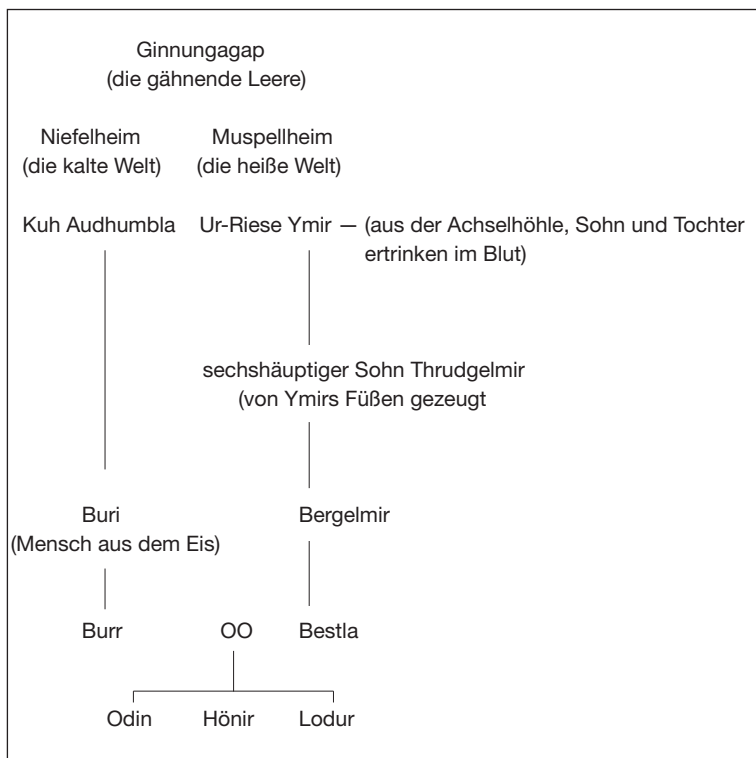 Ginnungagap
(die gähnende Leere)
Niefelheim Muspellheim
(die kalte Welt) (die heiße Welt)
Kuh Audhumbla Ur-Riese Ymir — (aus der Achselhöhle, Sohn und Tochter
ertrinken im Blut)
sechshäuptiger Sohn Thrudgelmir
(von Ymirs Füßen gezeugt
Buri Bergelmir
(Mensch aus dem Eis)
Burr OO Bestla
Odin Hönir Lodur